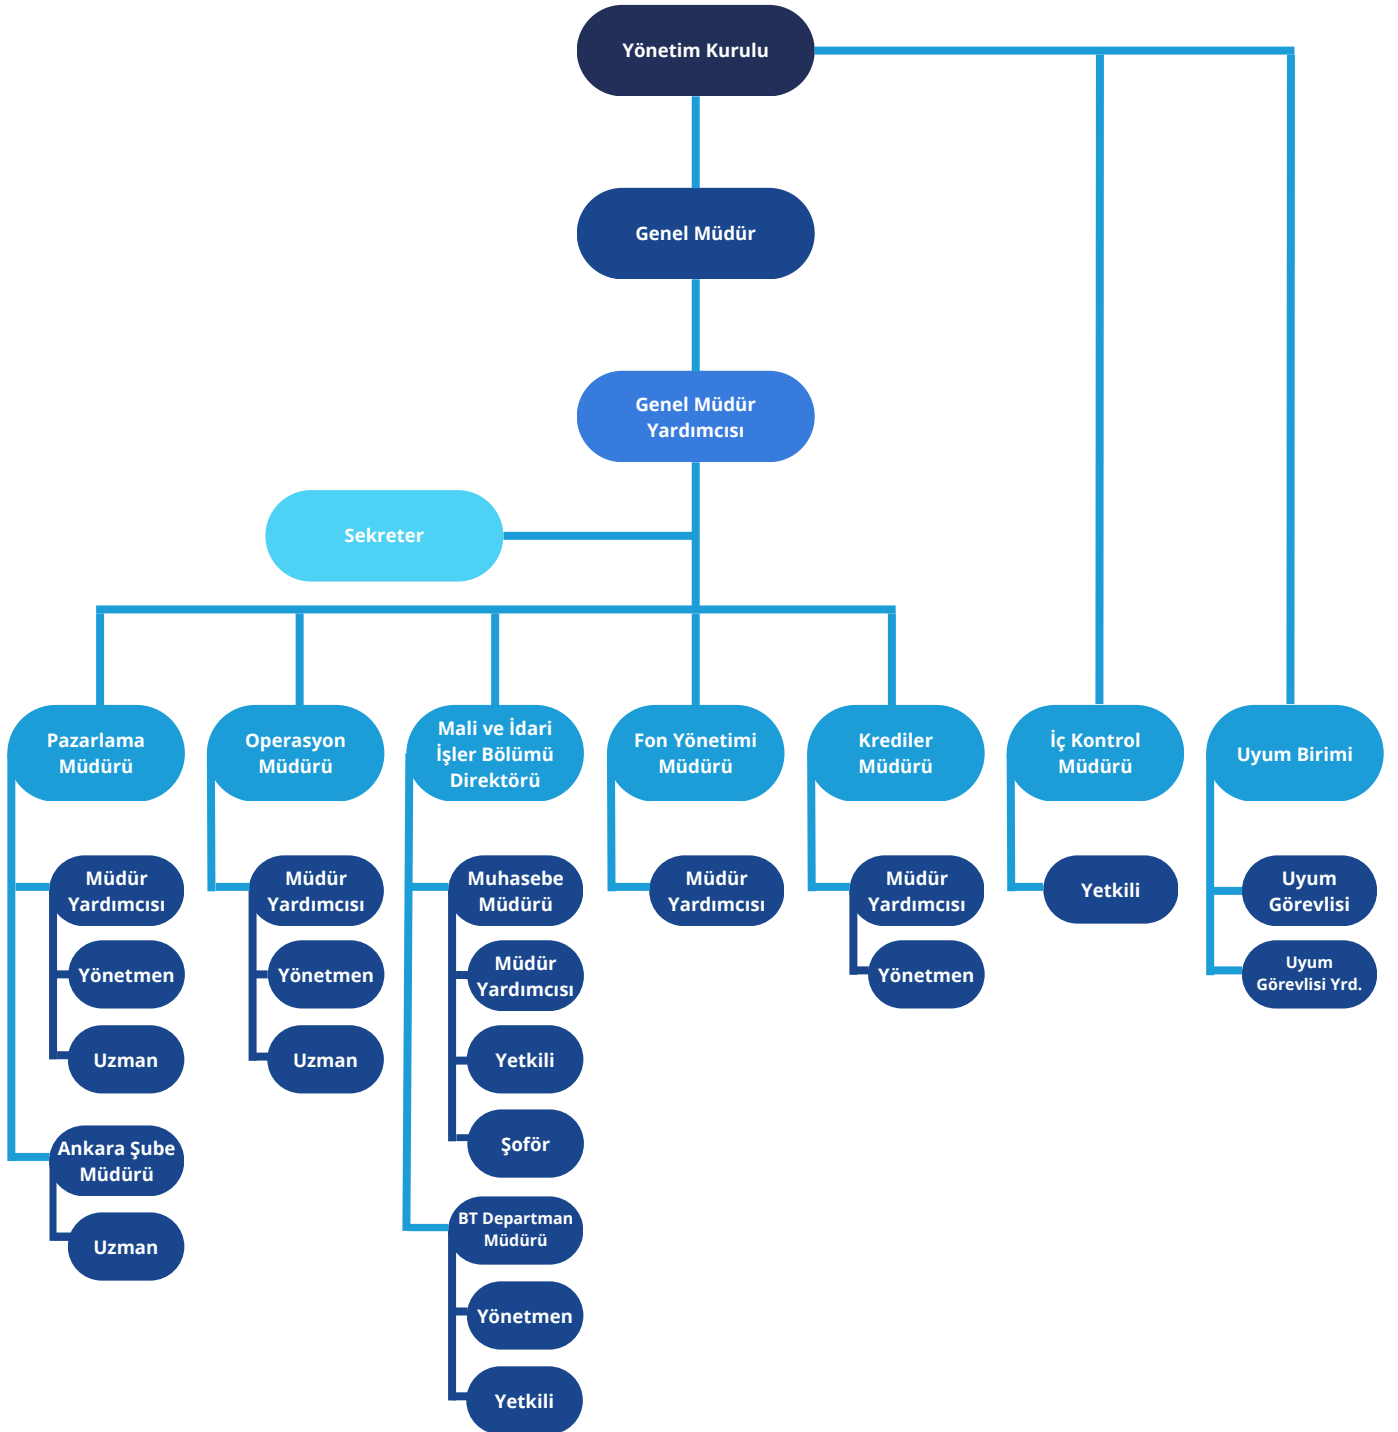 Yönetim Kurulu
Genel Müdür
Genel Müdür
Yardımcısı
Sekreter
Pazarlama
Müdürü
Operasyon
Müdürü
Mali ve İdari
İşler Bölümü
Direktörü
Fon Yönetimi
Müdürü
Krediler
Müdürü
İç Kontrol
Müdürü
Uyum Birimi
Müdür
Yardımcısı
Yönetmen
Uzman
Ankara Şube
Müdürü
Uzman
Müdür
Yardımcısı
Yönetmen
Uzman
Muhasebe
Müdürü
Müdür
Yardımcısı
Yetkili
Şoför
BT Departman
Müdürü
Yönetmen
Yetkili
Müdür
Yardımcısı
Müdür
Yardımcısı
Yönetmen
Yetkili
Uyum
Görevlisi
Uyum
Görevlisi Yrd.